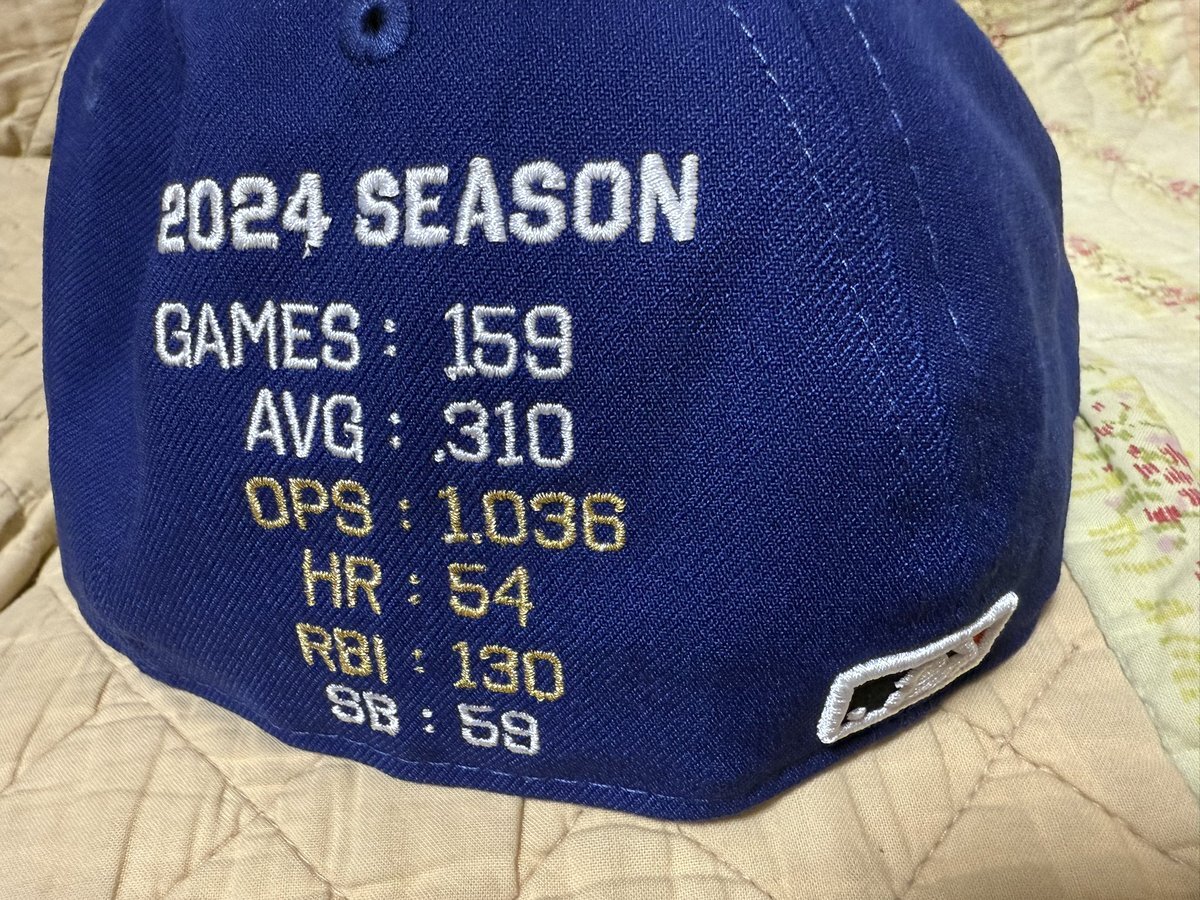 2024 SEASON
GAMES : 159
AVG : .310
OPS : 1.036
HR : 54
RBI : 130
SB : 59